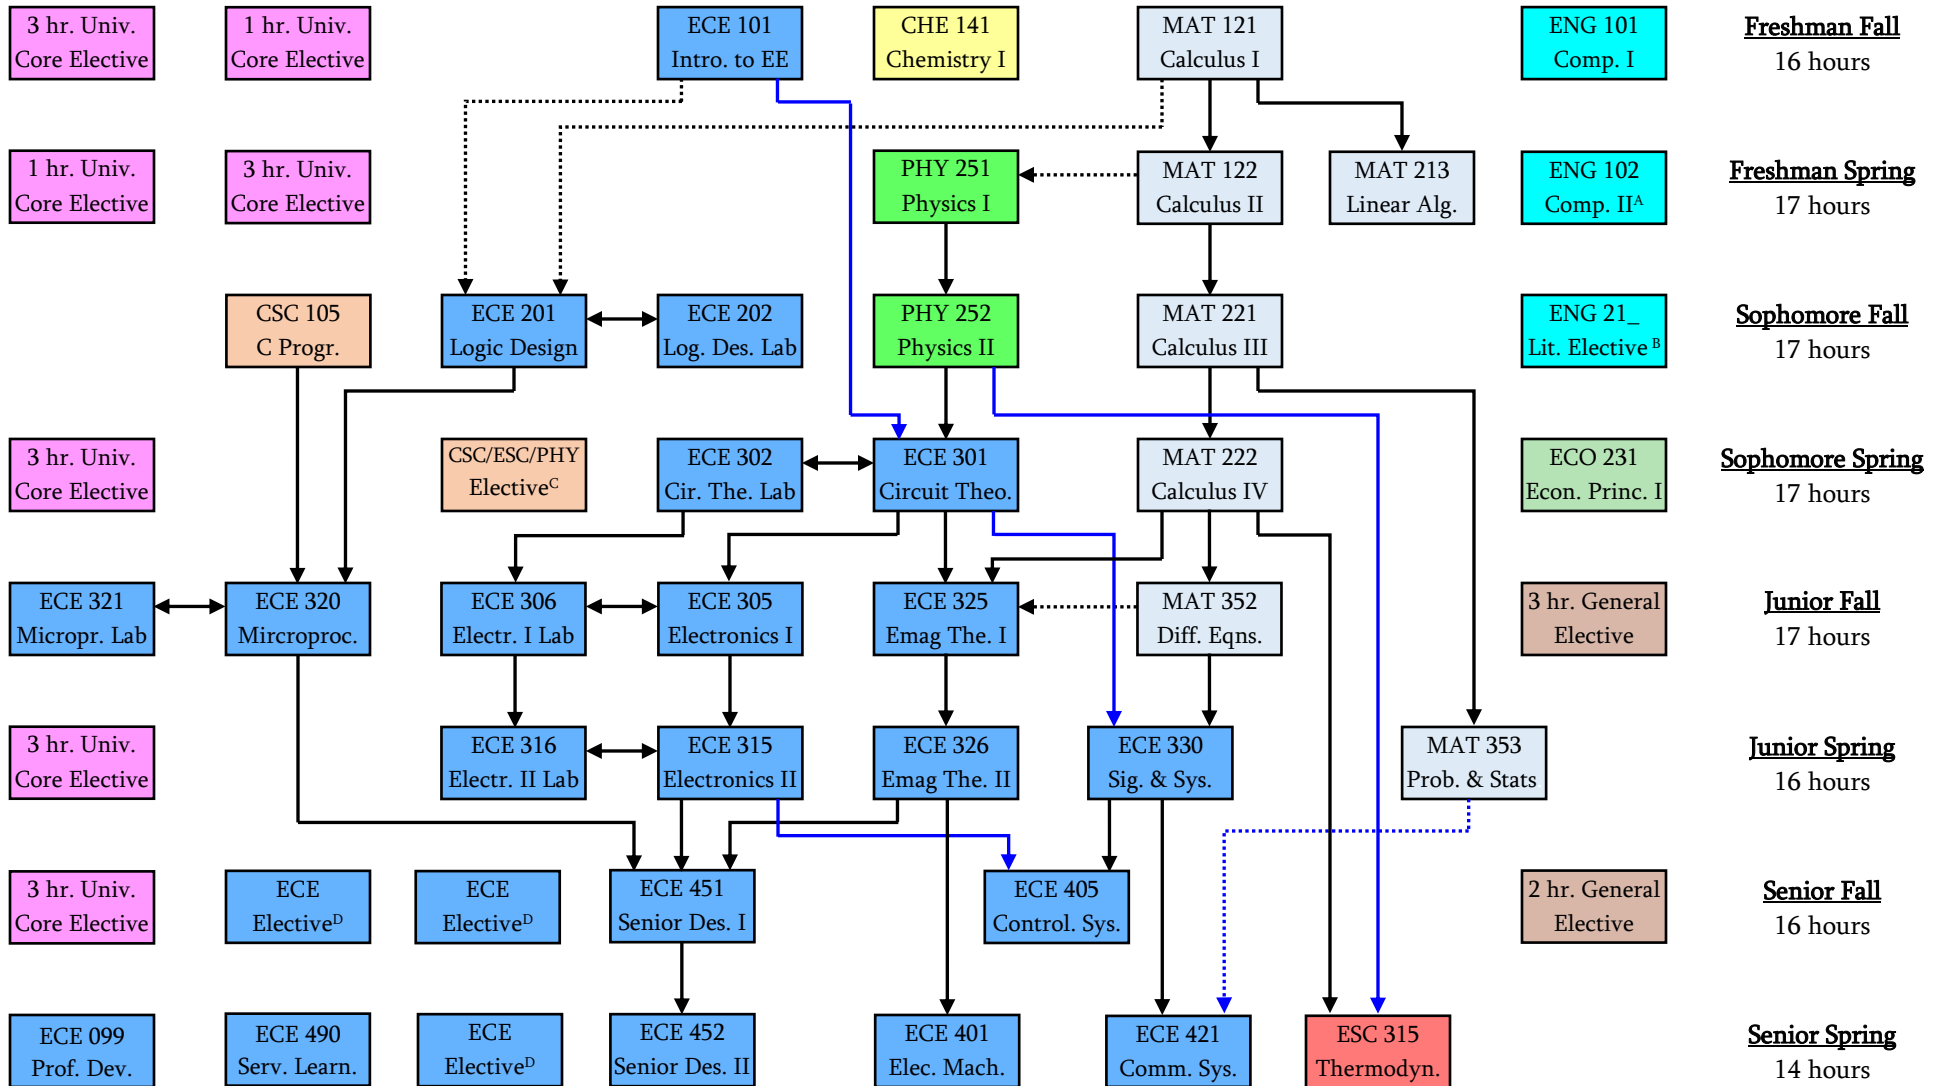 3 hr. Univ.
Core Elective
1 hr. Univ.
Core Elective
ECE 101
Intro. to EE
CHE 141
Chemistry I
MAT 121
Calculus I
ENG 101
Comp. I
Freshman Fall
16 hours
1 hr. Univ.
Core Elective
3 hr. Univ.
Core Elective
PHY 251
Physics I
MAT 122
Calculus II
MAT 213
Linear Alg.
ENG 102
Comp. IIA
Freshman Spring
17 hours
CSC 105
C Progr.
ECE 201
Logic Design
ECE 202
Log. Des. Lab
PHY 252
Physics II
MAT 221
Calculus III
ENG 21_
Lit. Elective B
Sophomore Fall
17 hours
3 hr. Univ.
Core Elective
CSC/ESC/PHY
ElectiveC
ECE 302
Cir. The. Lab
ECE 301
Circuit Theo.
MAT 222
Calculus IV
ECO 231
Econ. Princ. I
Sophomore Spring
17 hours
ECE 321
Micropr. Lab
ECE 320
Mircroproc.
ECE 306
Electr. I Lab
ECE 305
Electronics I
ECE 325
Emag The. I
MAT 352
Diff. Eqns.
3 hr. General
Elective
Junior Fall
17 hours
3 hr. Univ.
Core Elective
ECE 316
Electr. II Lab
ECE 315
Electronics II
ECE 326
Emag The. II
ECE 330
Sig. & Sys.
MAT 353
Prob. & Stats
Junior Spring
16 hours
3 hr. Univ.
Core Elective
ECE
ElectiveD
ECE
ElectiveD
ECE 451
Senior Des. I
ECE 405
Control. Sys.
2 hr. General
Elective
Senior Fall
16 hours
ECE 099
Prof. Dev.
ECE 490
Serv. Learn.
ECE
ElectiveD
ECE 452
Senior Des. II
ECE 401
Elec. Mach.
ECE 421
Comm. Sys.
ESC 315
Thermodyn.
Senior Spring
14 hours